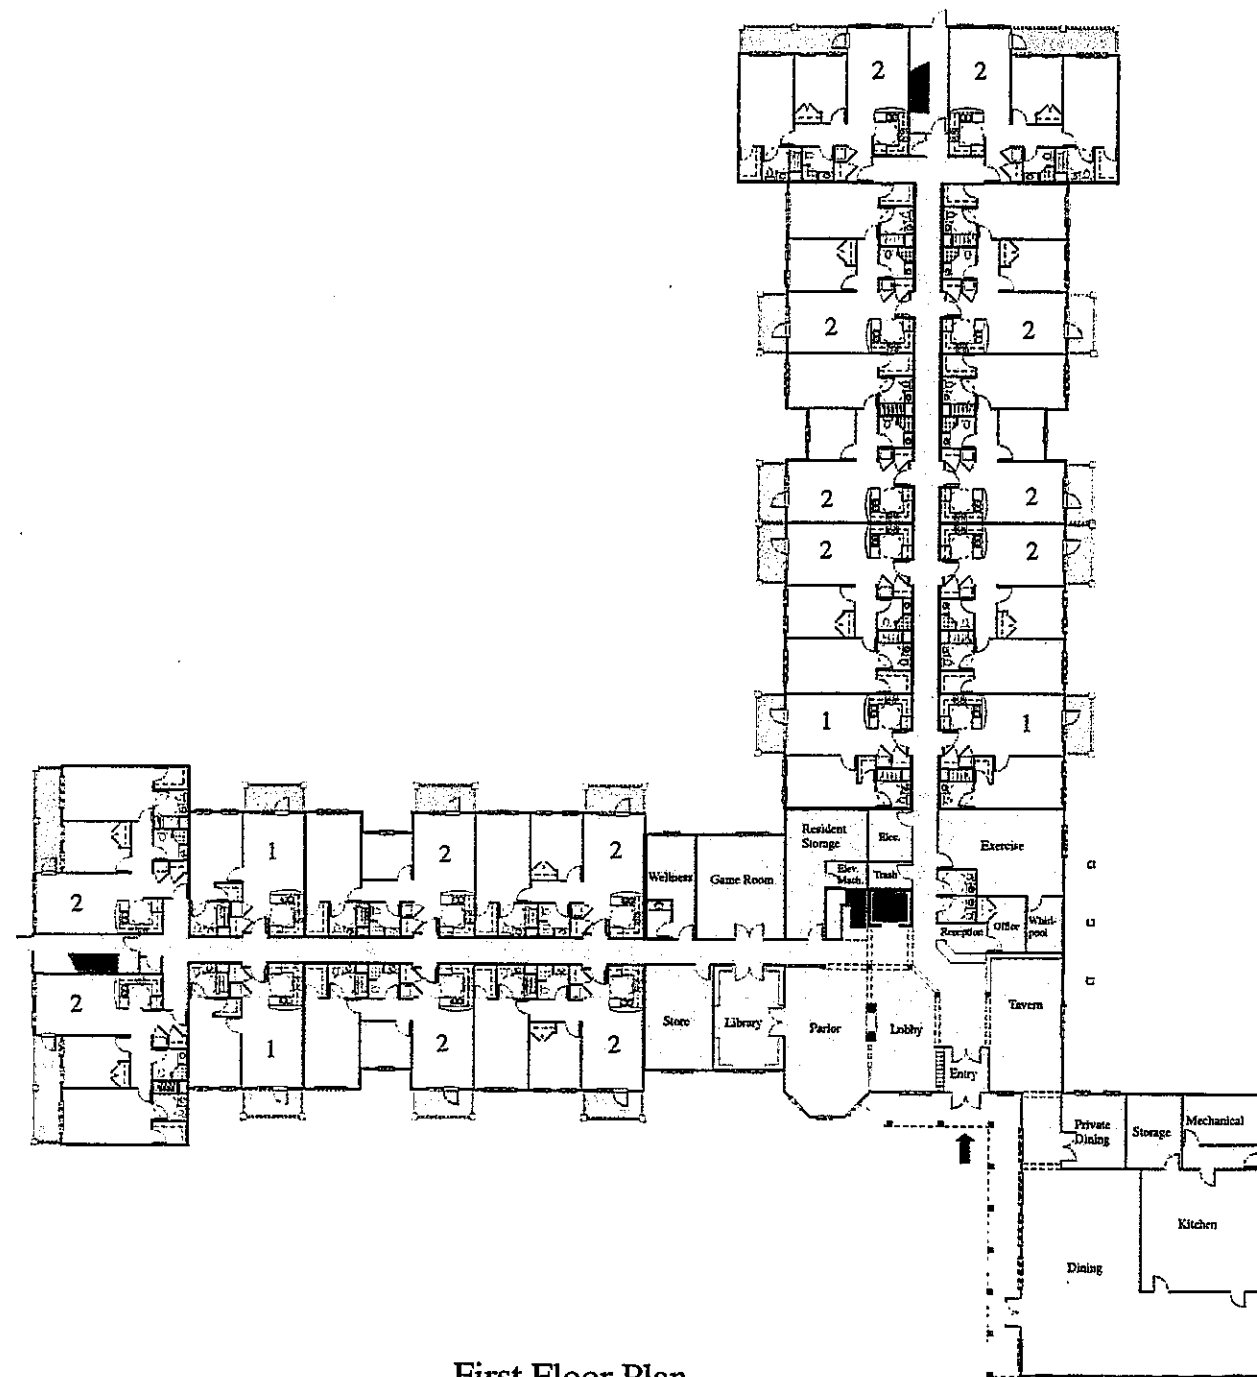 2 2
2 2
2 2
2 2
1 1
Resident
Storage
Elec.
Exercise
Elev.
Mach.
Trash
1
2
2
Wellness
Game Room
2
Reception
Office
Whirl-
pool
2
1
2
2
Store
Library
Parlor
Lobby
Tavern
Entry
Private
Dining
Storage
Mechanical
Kitchen
Dining
First Floor Plan